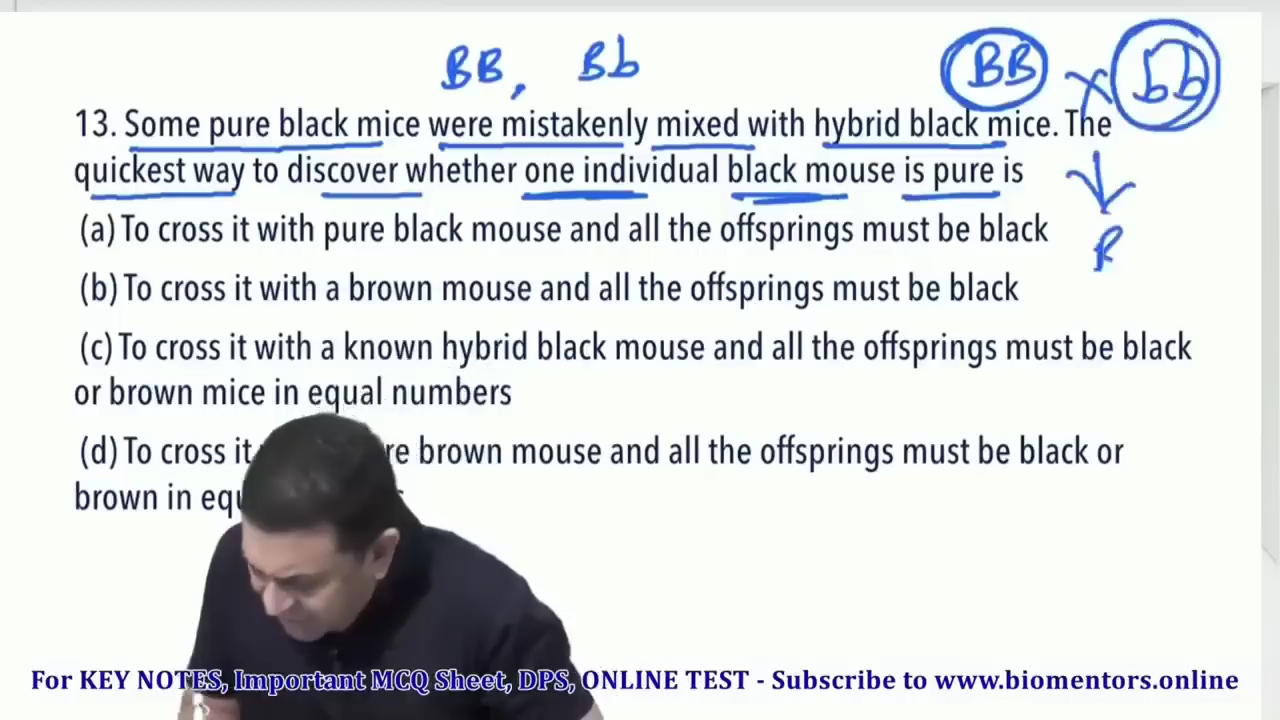 BB, Bb
BB × bb
13. Some pure black mice were mistakenly mixed with hybrid black mice. The
quickest way to discover whether one individual black mouse is pure is
(a) To cross it with pure black mouse and all the offsprings must be black
B
(b) To cross it with a brown mouse and all the offsprings must be black
(c) To cross it with a known hybrid black mouse and all the offsprings must be black
or brown mice in equal numbers
(d) To cross it brown mouse and all the offsprings must be black or
brown in
For KEY NOTES, Important MCQ Sheet, DPS, ONLINE TEST - Subscribe to www.biomentors.online